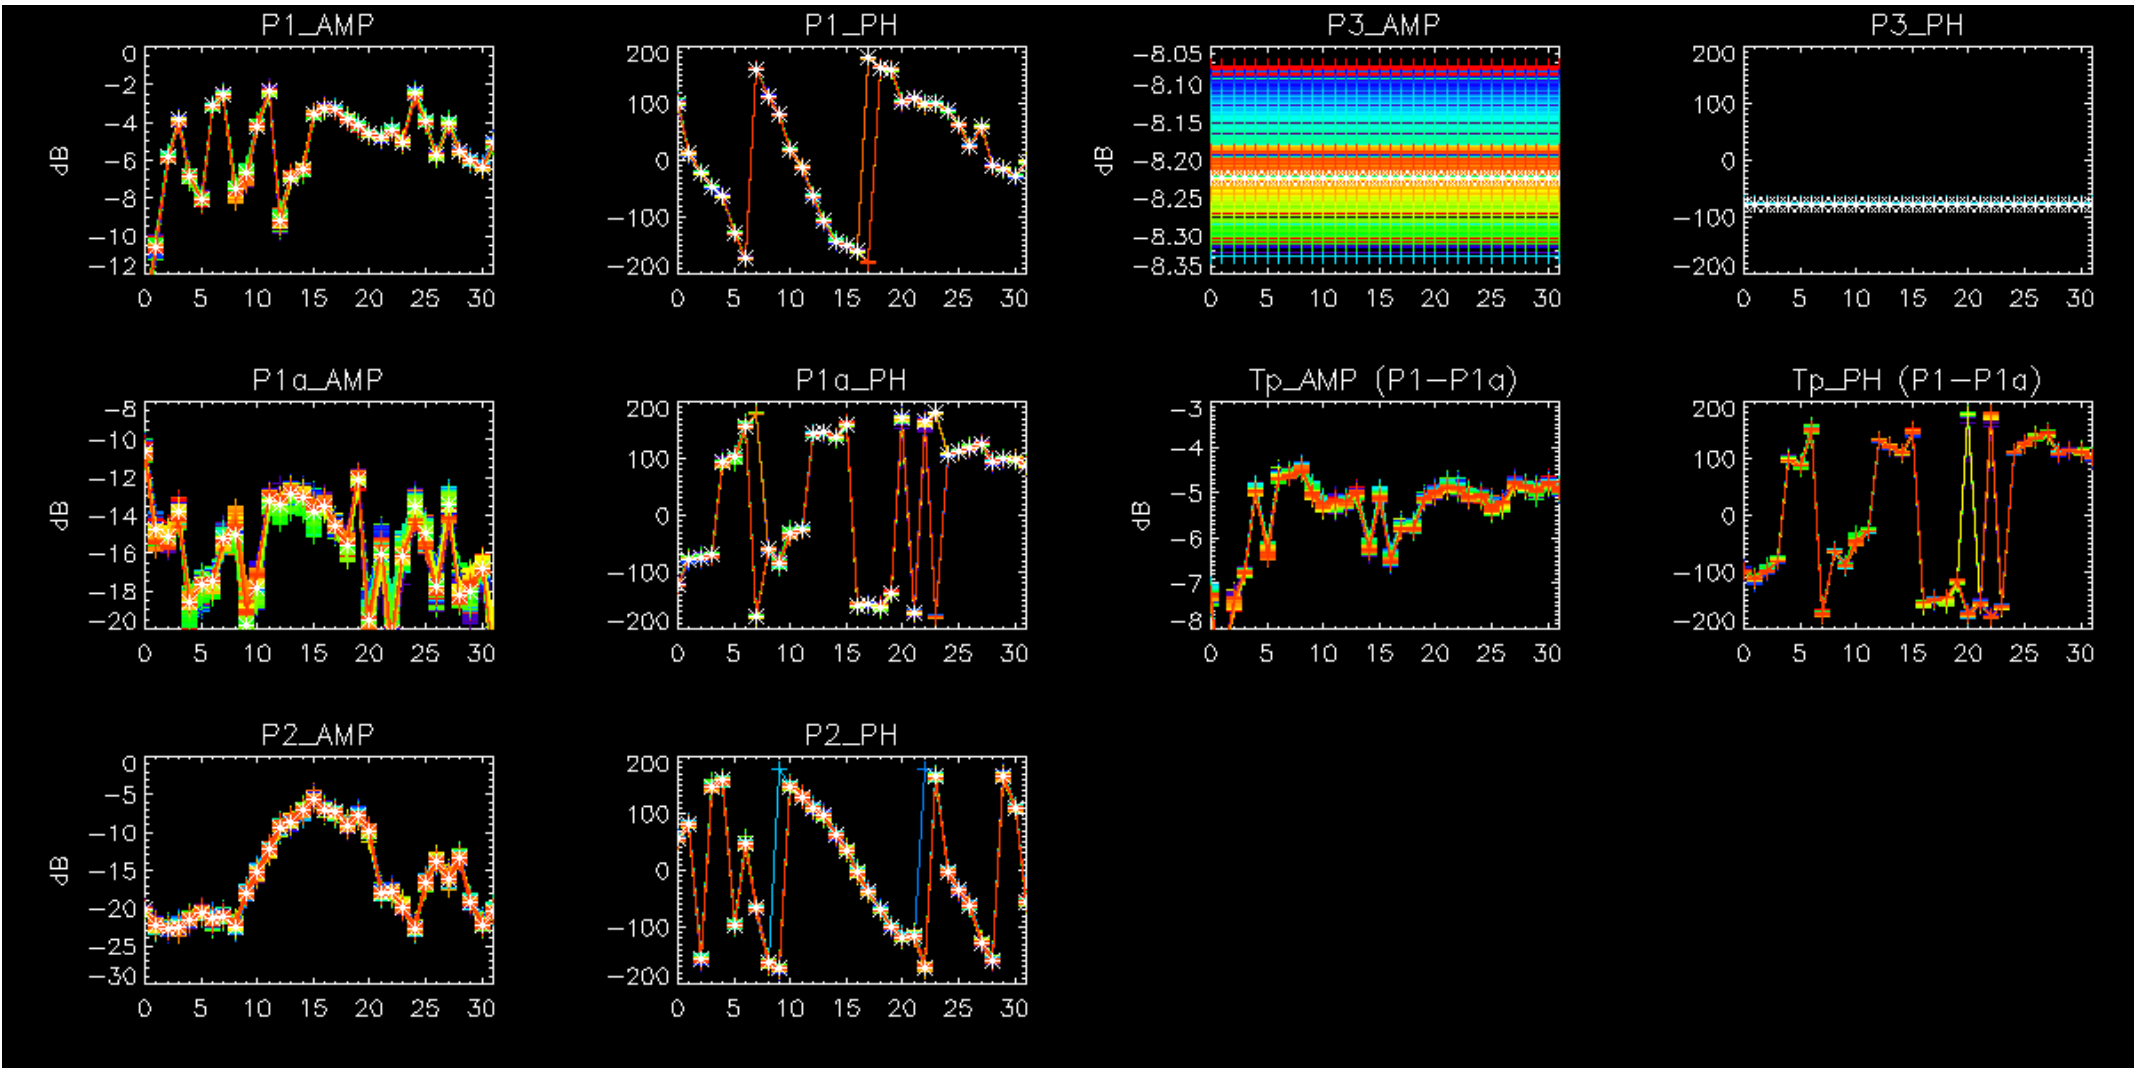 P1_AMP P1_PH P3_AMP P3_PH
0 200 −8.05 200
−2 100 −8.10 100
−4 0 −8.15 0
−6 −100 −8.20 −100
−8 −200 −8.25 −200
−10 −8.30
−12 −8.35
dB dB
0 5 10 15 20 25 30 0 5 10 15 20 25 30 0 5 10 15 20 25 30 0 5 10 15 20 25 30
P1a_AMP P1a_PH Tp_AMP (P1−P1a) Tp_PH (P1−P1a)
−8 200 −3 200
−10 100 −4 100
−12 0 −5 0
−14 −100 −6 −100
−16 −200 −7 −200
−18 −8
−20
dB dB
0 5 10 15 20 25 30 0 5 10 15 20 25 30 0 5 10 15 20 25 30 0 5 10 15 20 25 30
P2_AMP P2_PH
0 200
−5 100
−10 0
−15 −100
−20 −200
−25
−30
dB
0 5 10 15 20 25 30 0 5 10 15 20 25 30